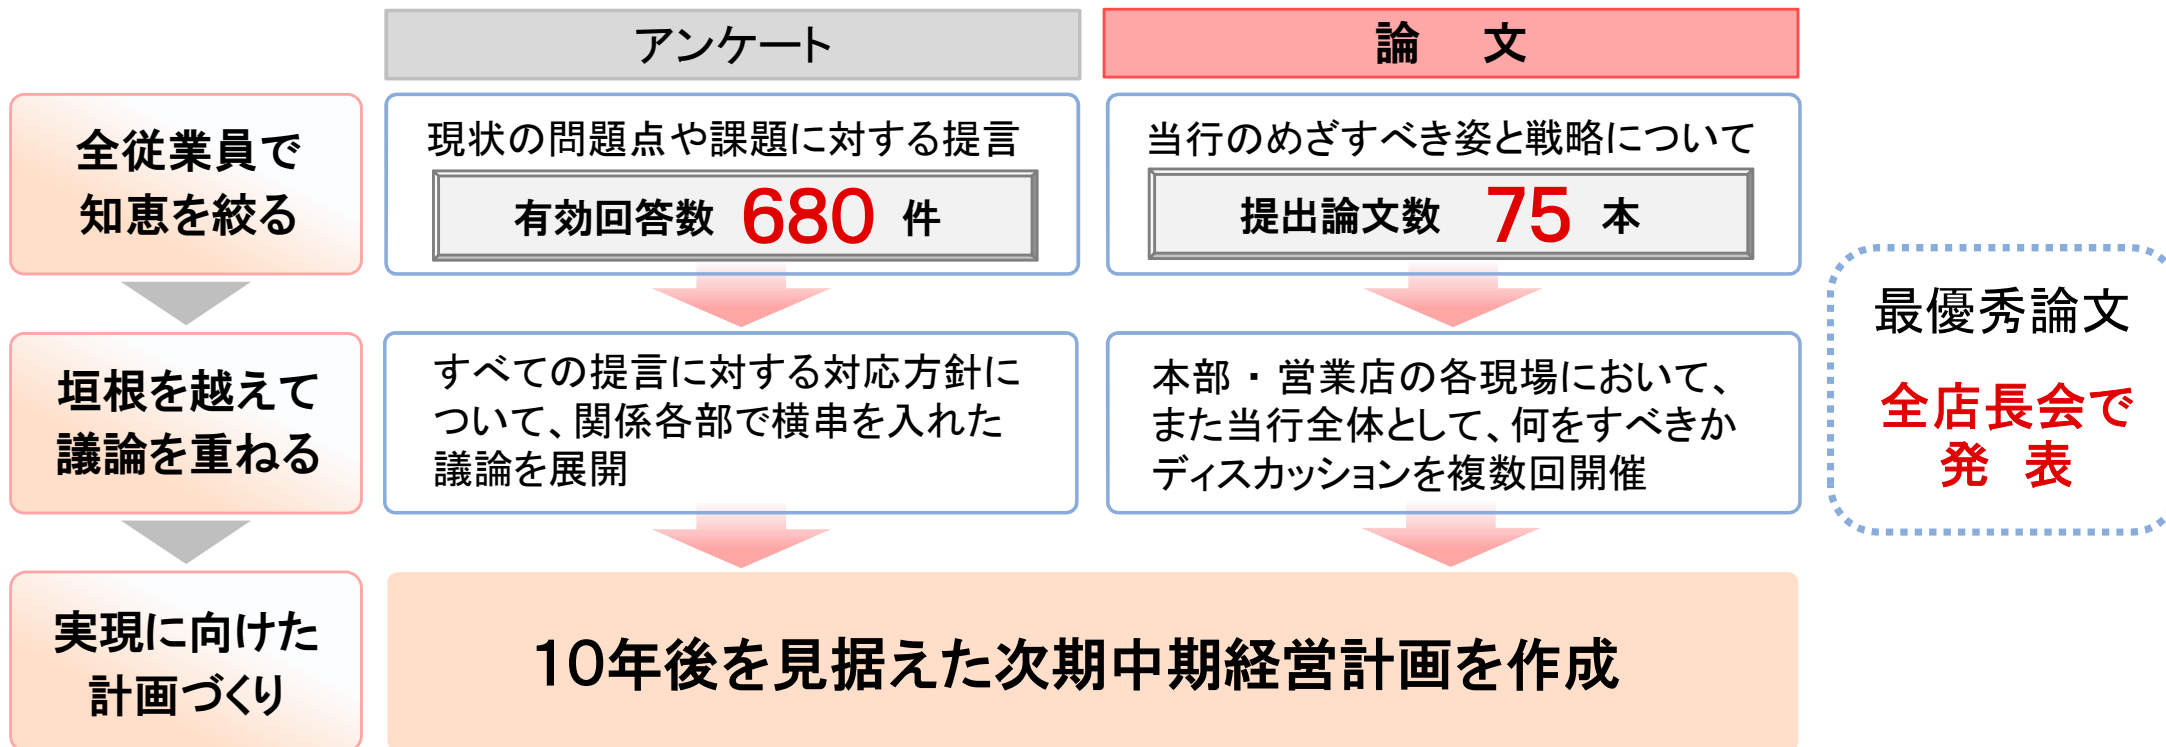 アンケート
論 文
全従業員で
知恵を絞る
現状の問題点や課題に対する提言
有効回答数 680 件
当行のめざすべき姿と戦略について
提出論文数 75 本
垣根を越えて
議論を重ねる
すべての提言に対する対応方針に
ついて、関係各部で横串を入れた
議論を展開
本部・営業店の各現場において、
また当行全体として、何をすべきか
ディスカッションを複数回開催
最優秀論文
全店長会で
発 表
実現に向けた
計画づくり
10年後を見据えた次期中期経営計画を作成